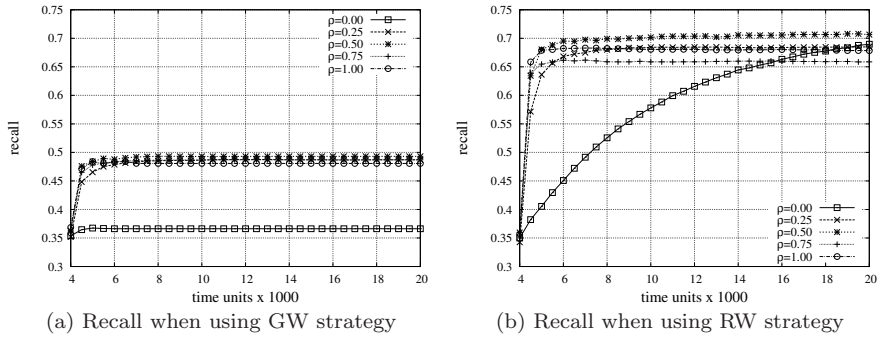 0.75
0.7
0.65
0.6
0.55
0.5
0.45
0.4
0.35
0.3
recall
4 6 8 10 12 14 16 18 20
time units x 1000
ρ=0.00
ρ=0.25
ρ=0.50
ρ=0.75
ρ=1.00
(a) Recall when using GW strategy
0.75
0.7
0.65
0.6
0.55
0.5
0.45
0.4
0.35
0.3
recall
4 6 8 10 12 14 16 18 20
time units x 1000
ρ=0.00
ρ=0.25
ρ=0.50
ρ=0.75
ρ=1.00
(b) Recall when using RW strategy